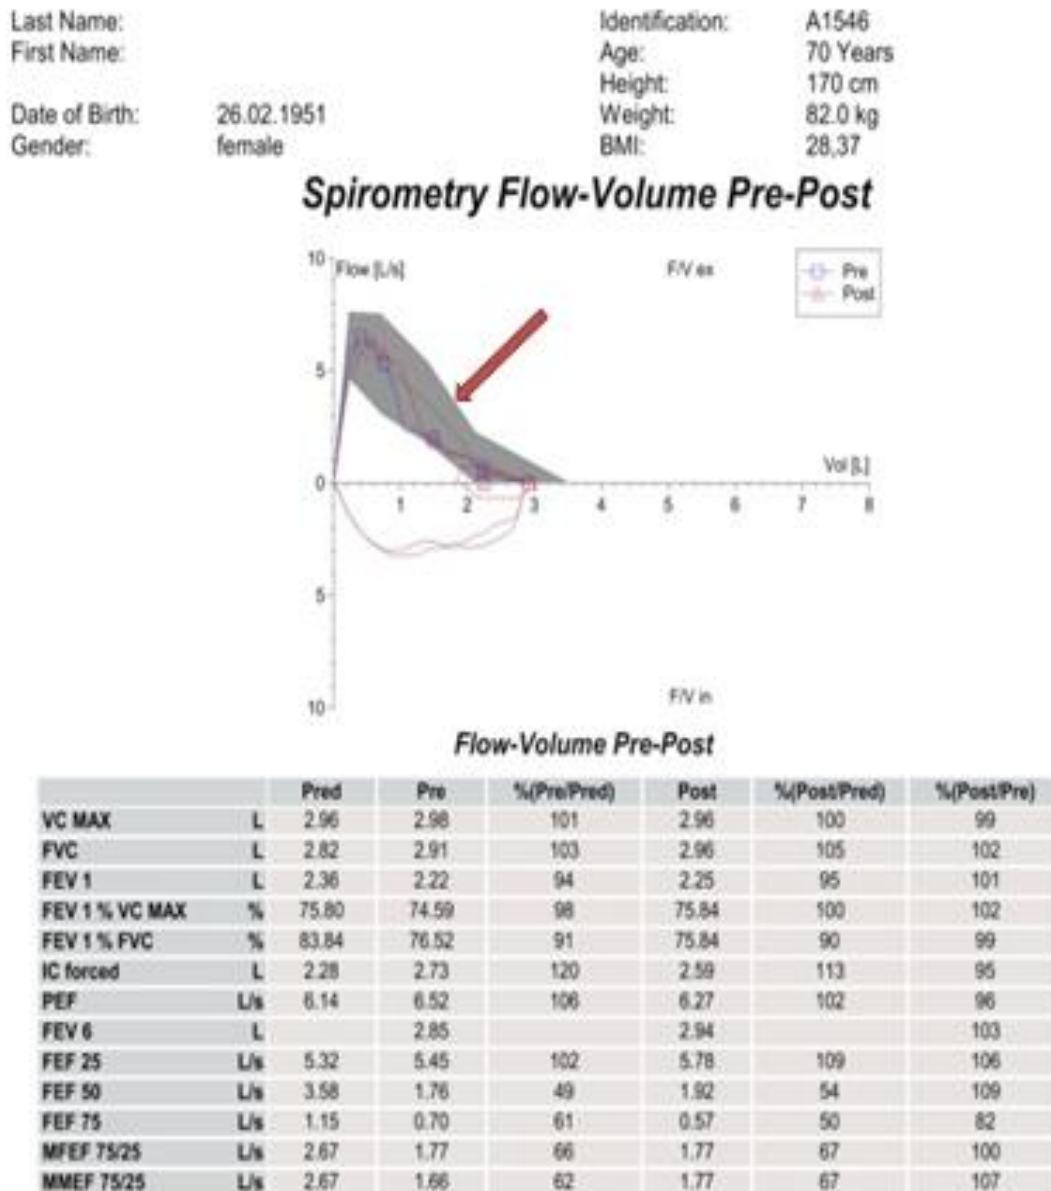 Last Name: Identification: A1546
First Name: Age: 70 Years
Height: 170 cm
Date of Birth: 26.02.1951 Weight: 82.0 kg
Gender: female BMI: 28,37
Spirometry Flow-Volume Pre-Post
10 Flow [L/s] F/V ex Pre
Post
5
Vol [L]
0 1 2 3 4 5 6 7 8
5
F/V in
10
Flow-Volume Pre-Post
Pred Pre %(Pre/Pred) Post %(Post/Pred) %(Post/Pre)
VC MAX L 2.96 2.98 101 2.96 100 99
FVC L 2.82 2.91 103 2.96 105 102
FEV 1 L 2.36 2.22 94 2.25 95 101
FEV 1 % VC MAX % 75.80 74.59 98 75.84 100 102
FEV 1 % FVC % 83.84 76.52 91 75.84 90 99
IC forced L 2.28 2.73 120 2.59 113 95
PEF L/s 6.14 6.52 106 6.27 102 96
FEV 6 L 2.85 2.94 103
FEF 25 L/s 5.32 5.45 102 5.78 109 106
FEF 50 L/s 3.58 1.76 49 1.92 54 109
FEF 75 L/s 1.15 0.70 61 0.57 50 82
MFEF 75/25 L/s 2.67 1.77 66 1.77 67 100
MMEF 75/25 L/s 2.67 1.66 62 1.77 67 107